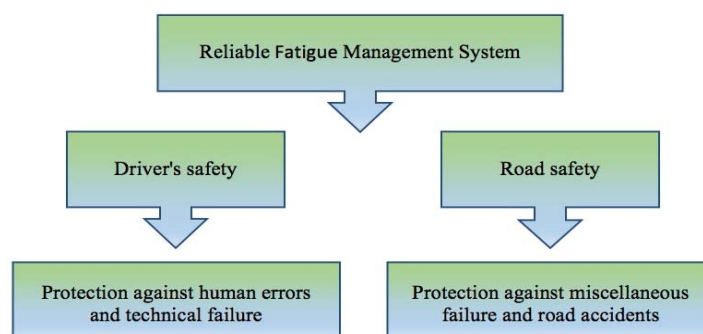 Reliable Fatigue Management System
Driver's safety
Road safety
Protection against human errors
and technical failure
Protection against miscellaneous
failure and road accidents